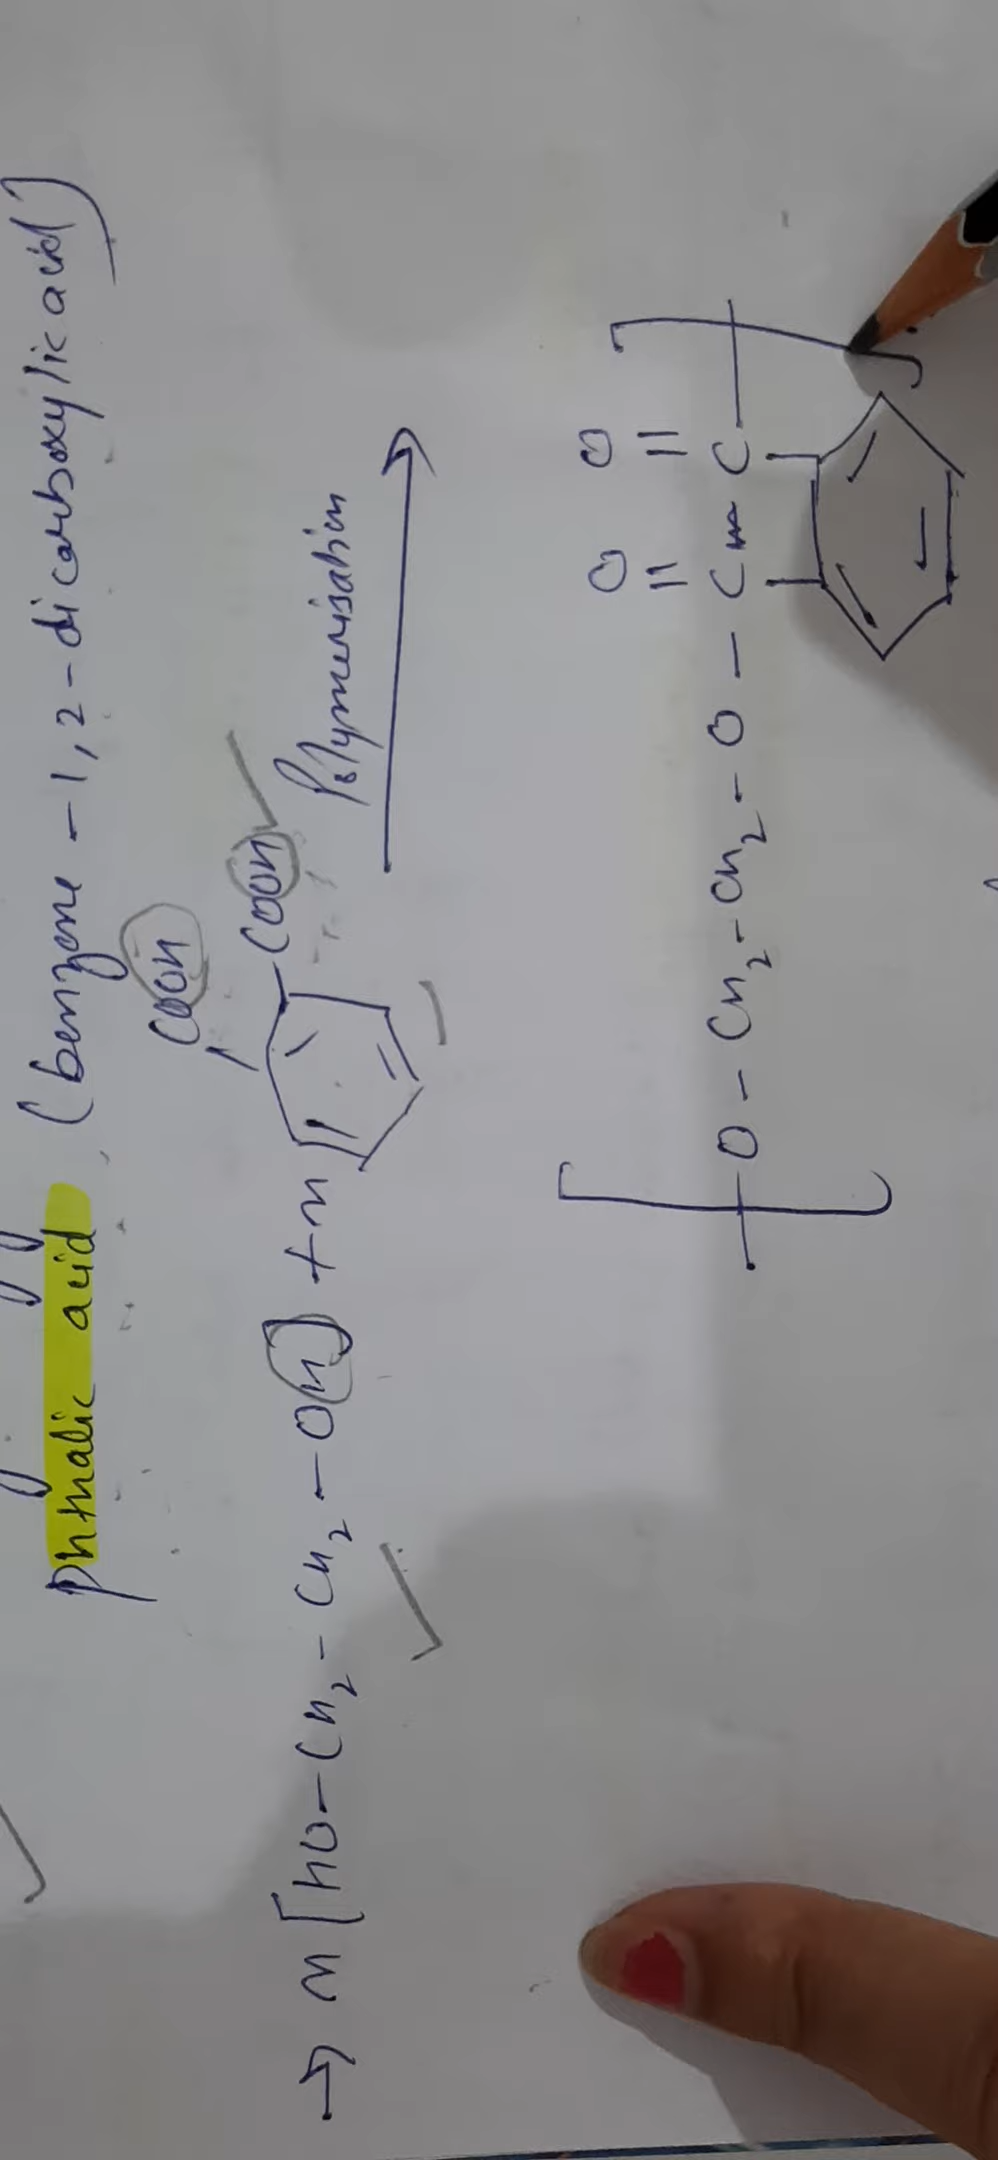 phthalic acid (benzene - 1,2 - dicarboxylic acid)
COOH
→ n [HO - CH2 - CH2 - OH] + n COOH Polymerisation
O O
[ O - CH2 - CH2 - O - C C ]